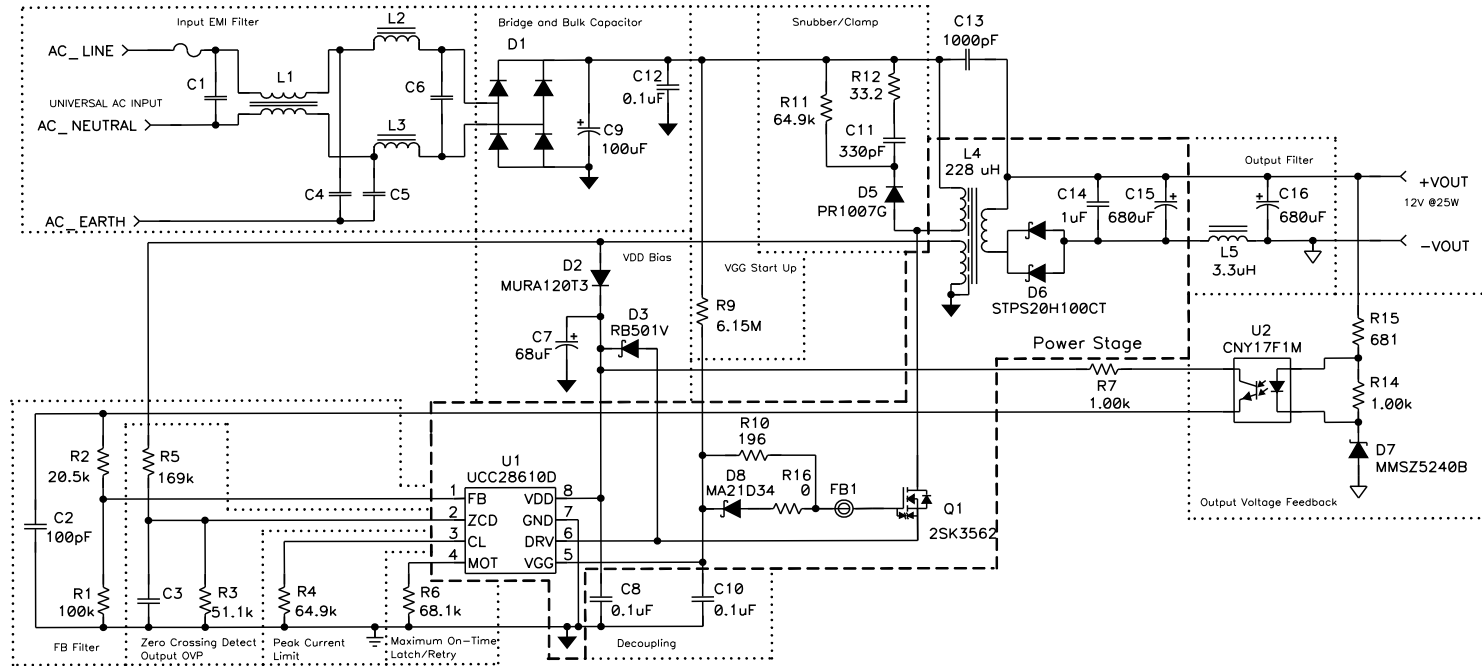 Input EMI Filter
L2
Bridge and Bulk Capacitor
D1
Snubber/Clamp
C13
1000pF
AC_LINE
C1
L1
C6
UNIVERSAL AC INPUT
AC_NEUTRAL
L3
C12
0.1uF
C9
100uF
R12
33.2
R11
64.9k
C11
330pF
L4
228 uH
Output Filter
C4
C5
AC_EARTH
D5
PR1007G
C14
1uF
C15
680uF
C16
680uF
+VOUT
12V @25W
-VOUT
L5
3.3uH
D2
MURA120T3
VDD Bias
VGG Start Up
D6
STPS20H100CT
C7
68uF
D3
RB501V
R9
6.15M
Power Stage
U2
CNY17F1M
R15
681
R7
1.00k
R14
1.00k
R2
20.5k
R5
169k
U1
UCC28610D
R10
196
D8
MA21D34
R16
0
FB1
Q1
2SK3562
D7
MMSZ5240B
Output Voltage Feedback
1 FB VDD 8
2 ZCD GND 7
3 CL DRV 6
4 MOT VGG 5
C2
100pF
R1
100k
C3
R3
51.1k
R4
64.9k
R6
68.1k
C8
0.1uF
C10
0.1uF
FB Filter
Zero Crossing Detect
Output OVP
Peak Current
Limit
Maximum On-Time
Latch/Retry
Decoupling